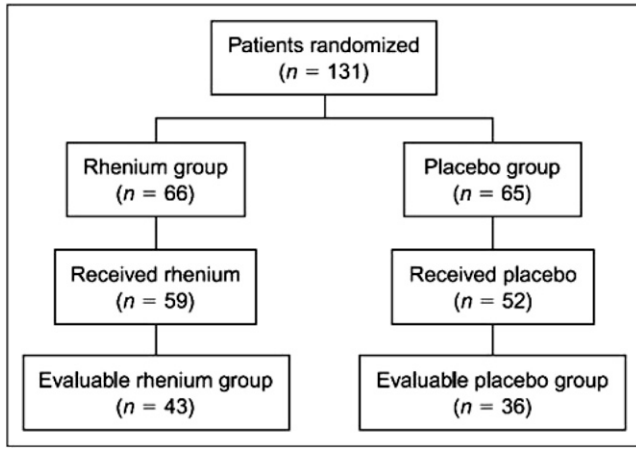 Patients randomized
(n = 131)
Rhenium group
(n = 66)
Placebo group
(n = 65)
Received rhenium
(n = 59)
Received placebo
(n = 52)
Evaluable rhenium group
(n = 43)
Evaluable placebo group
(n = 36)